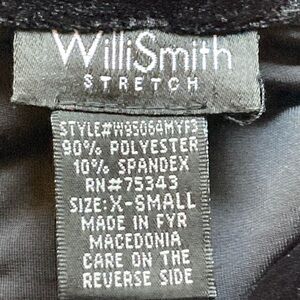 WilliSmith
STRETCH
STYLE#W95064MYF3
90% POLYESTER
10% SPANDEX
RN#75343
SIZE: X-SMALL
MADE IN FYR
MACEDONIA
CARE ON THE
REVERSE SIDE